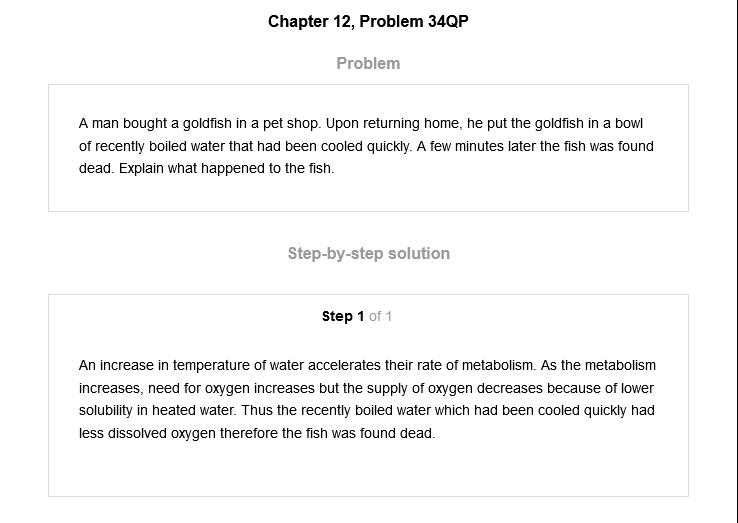 Chapter 12, Problem 34QP
Problem
A man bought a goldfish in a pet shop. Upon returning home, he put the goldfish in a bowl
of recently boiled water that had been cooled quickly. A few minutes later the fish was found
dead. Explain what happened to the fish.
Step-by-step solution
Step 1 of 1
An increase in temperature of water accelerates their rate of metabolism. As the metabolism
increases, need for oxygen increases but the supply of oxygen decreases because of lower
solubility in heated water. Thus the recently boiled water which had been cooled quickly had
less dissolved oxygen therefore the fish was found dead.